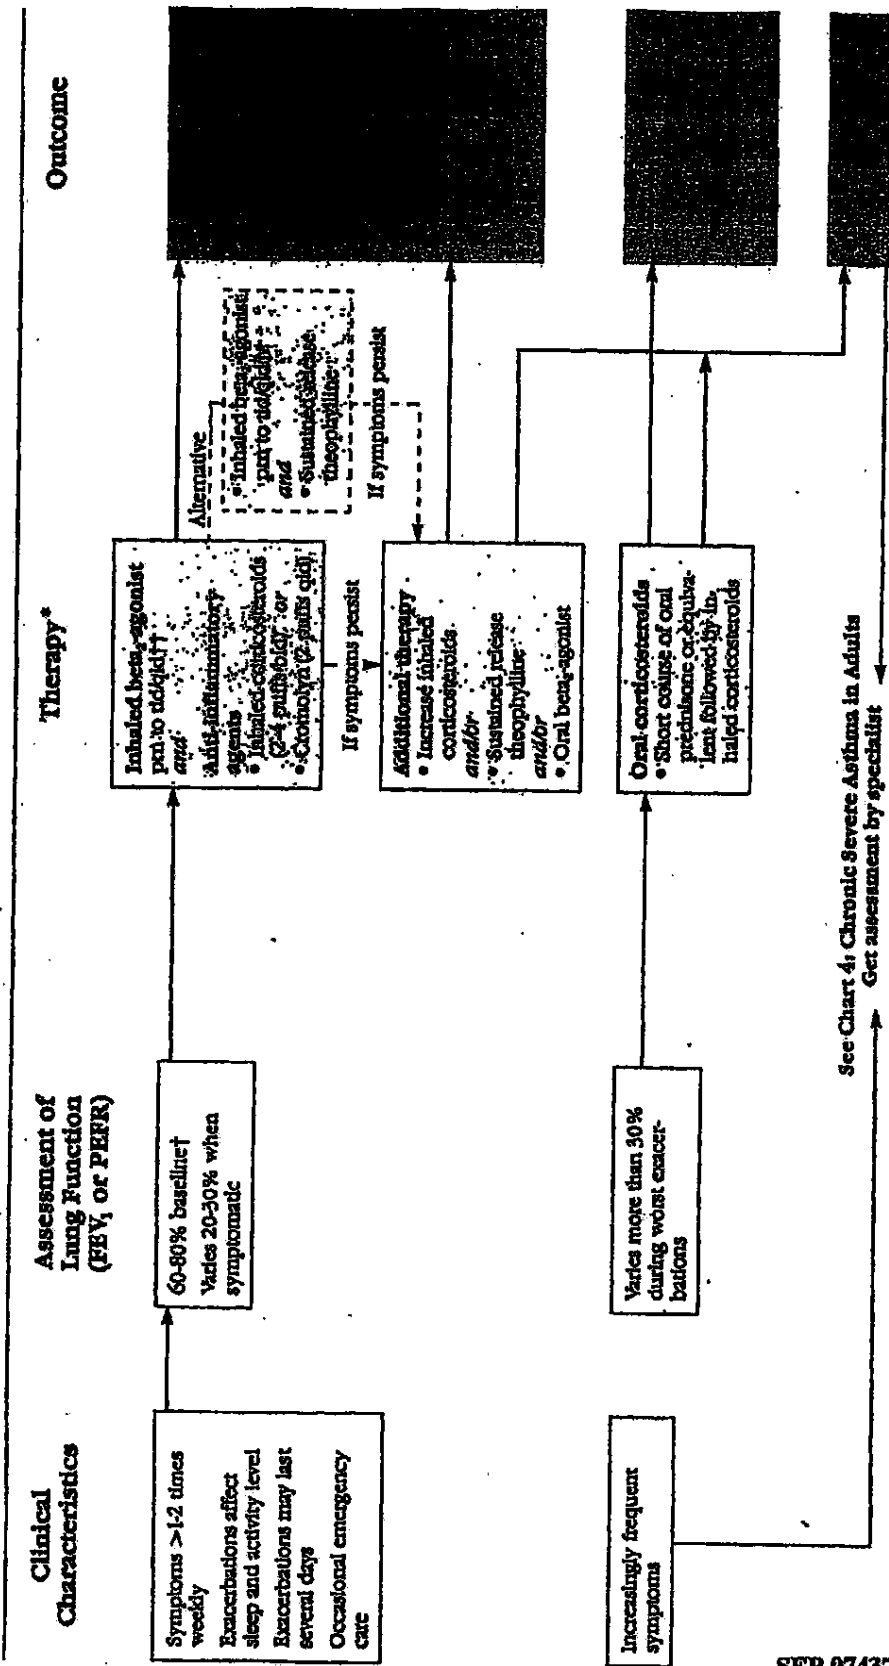 Clinical
Characteristics
Assessment of
Lung Function
(FEV₁ or PEFR)
Therapy*
Outcome
Symptoms >1-2 times
weekly
Exacerbations affect
sleep and activity level
Exacerbations may last
several days
Occasional emergency
care
60-80% baseline†
Varies 20-30% when
symptomatic
Inhaled beta₂-agonist
prn to tid/qid††
and
Anti-inflammatory
agents
• Inhaled corticosteroids
(2-4 puffs bid) or
• Cromolyn (2 puffs qid)
Alternative
• Inhaled beta₂-agonist
prn to tid/qid††
and
• Sustained release
theophylline
If symptoms persist
If symptoms persist
Additional therapy
• Increase inhaled
corticosteroids
and/or
• Sustained release
theophylline
and/or
• Oral beta₂-agonist
Increasingly frequent
symptoms
Varies more than 30%
during worst exacer-
bations
Oral corticosteroids
• Short course of oral
prednisone or equiva-
lent followed by in-
haled corticosteroids
See Chart 4: Chronic Severe Asthma in Adults
Get assessment by specialist